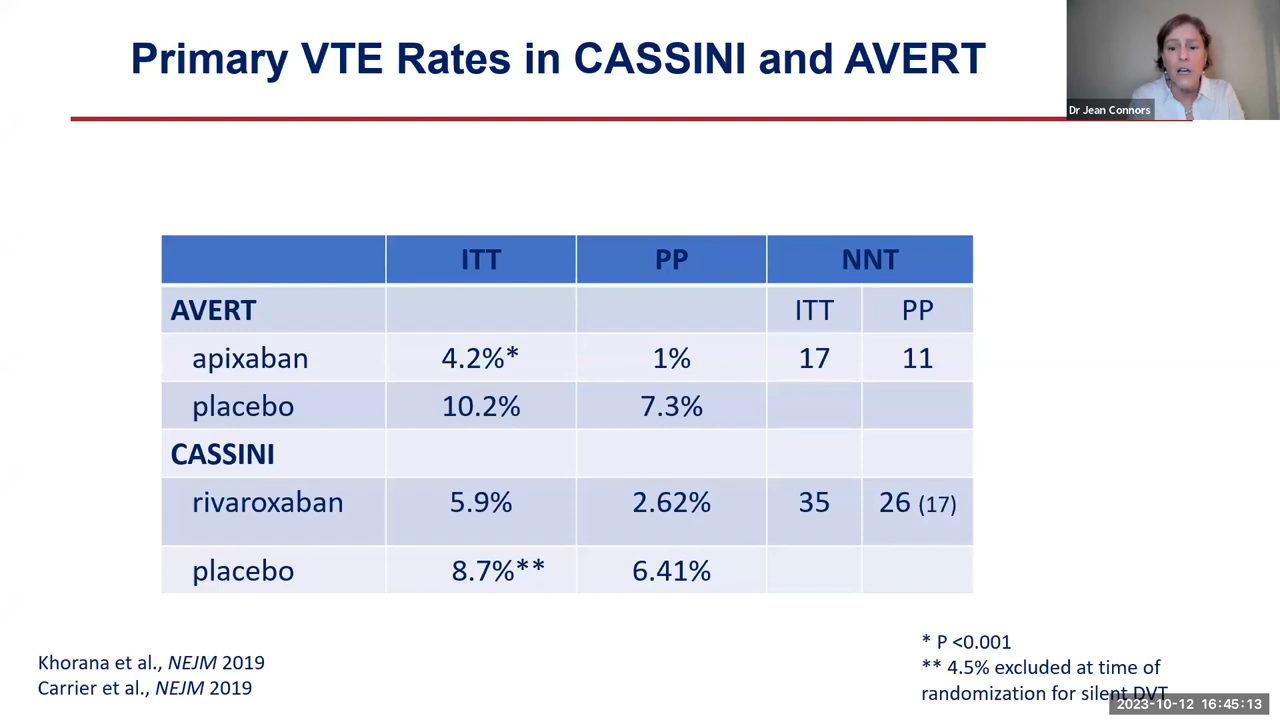 Primary VTE Rates in CASSINI and AVERT
Dr Jean Connors
ITT PP NNT
AVERT ITT PP
apixaban 4.2%* 1% 17 11
placebo 10.2% 7.3%
CASSINI
rivaroxaban 5.9% 2.62% 35 26 (17)
placebo 8.7%** 6.41%
Khorana et al., NEJM 2019
Carrier et al., NEJM 2019
* P <0.001
** 4.5% excluded at time of
randomization for silent DVT
2023-10-12 16:45:13